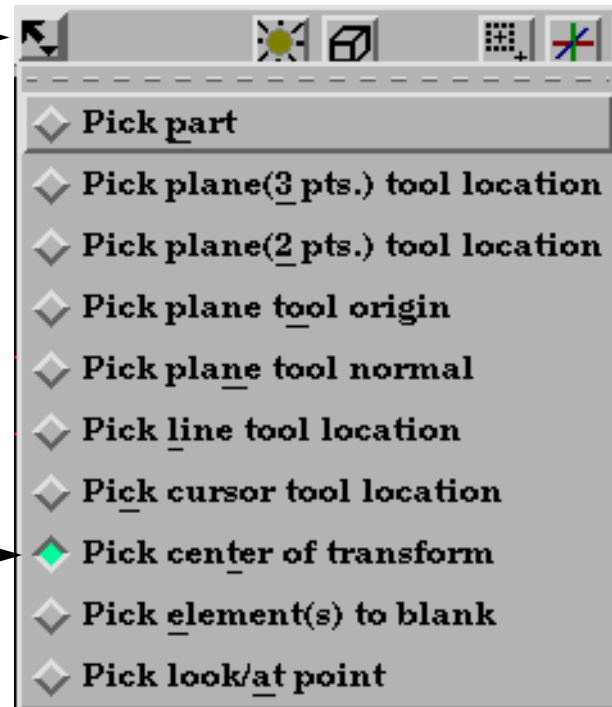 Pick part
Pick plane(3 pts.) tool location
Pick plane(2 pts.) tool location
Pick plane tool origin
Pick plane tool normal
Pick line tool location
Pick cursor tool location
Pick center of transform
Pick element(s) to blank
Pick look/at point